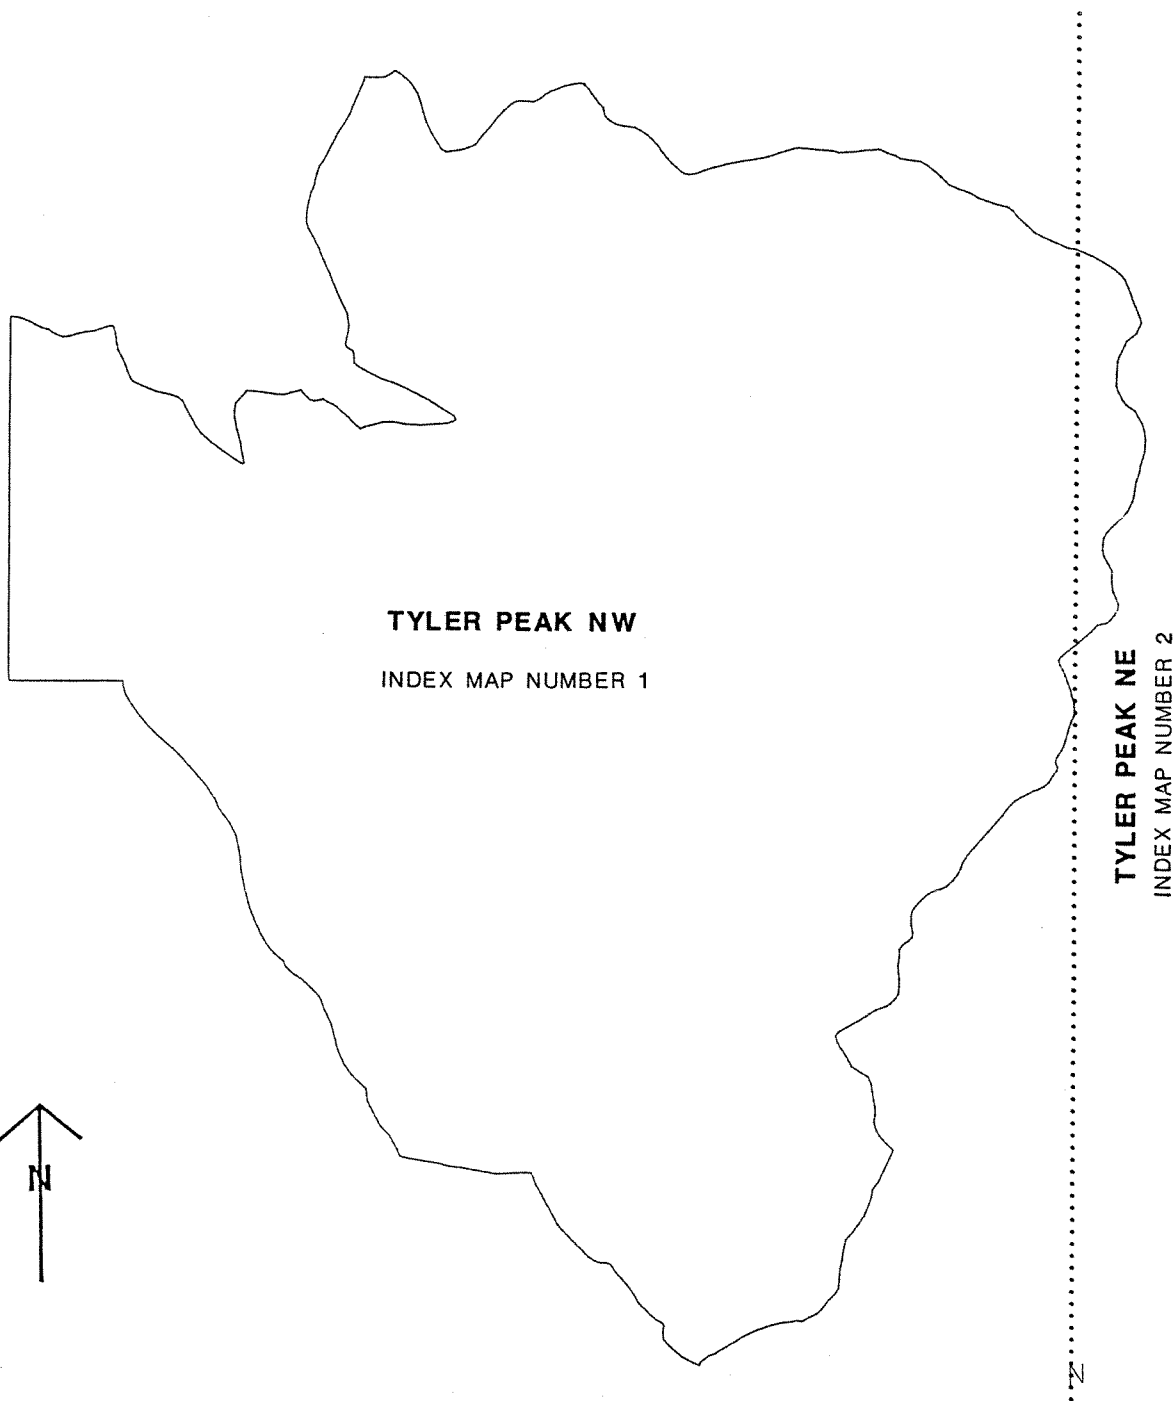 TYLER PEAK NW
INDEX MAP NUMBER 1
TYLER PEAK NE
INDEX MAP NUMBER 2
N
N